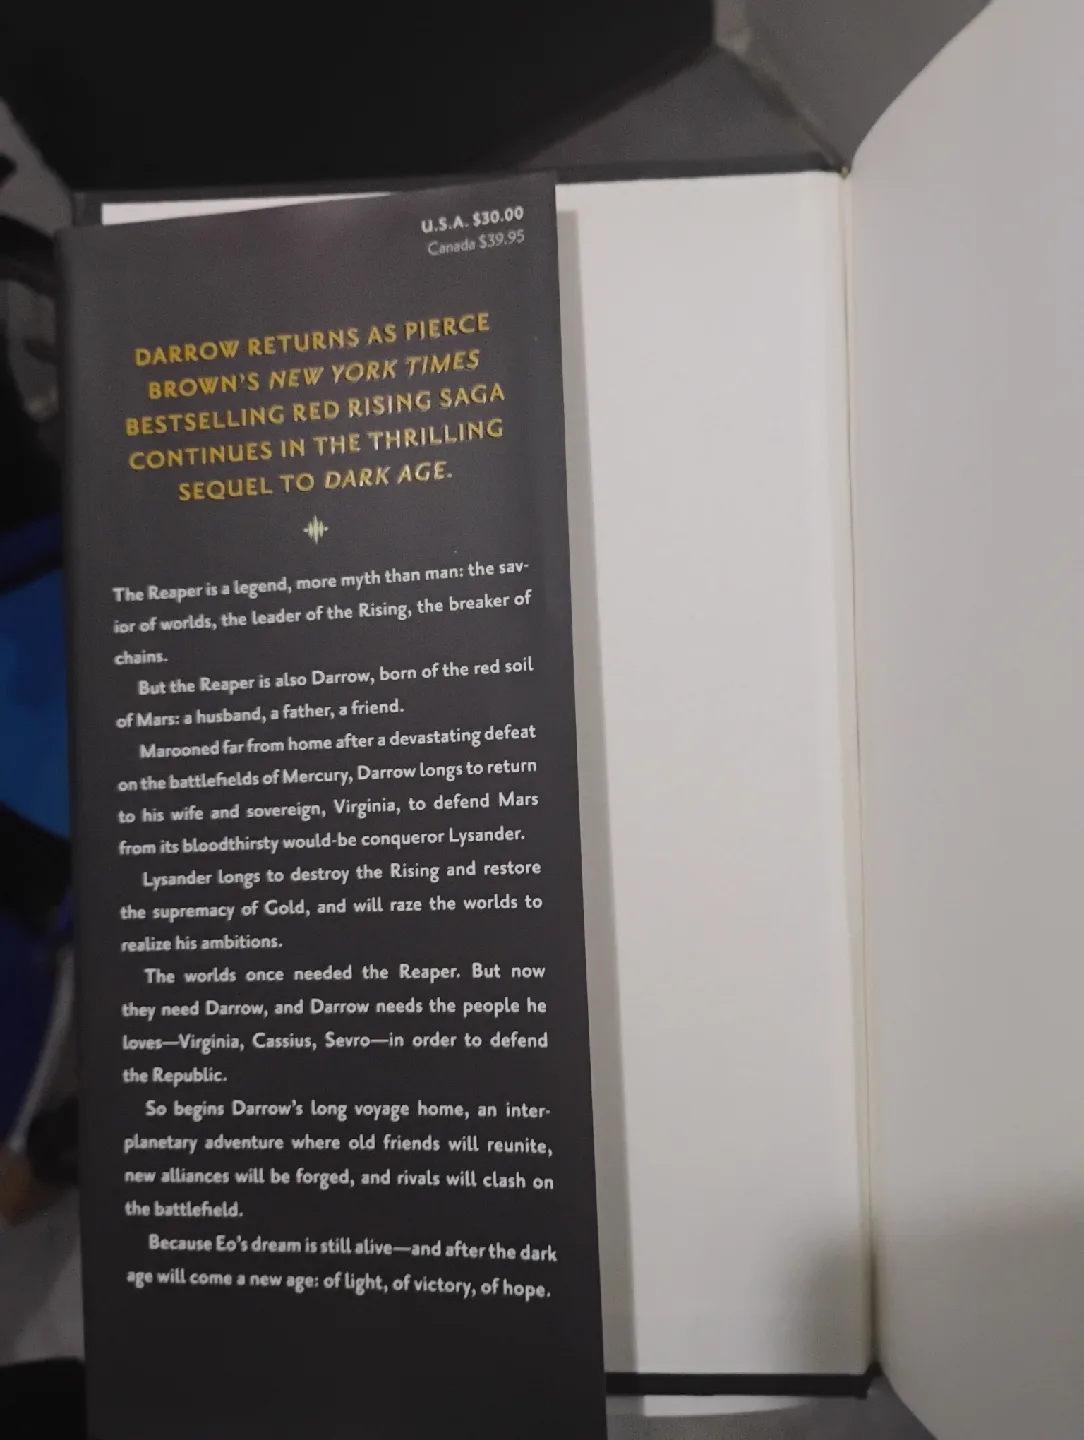 U.S.A. $30.00
Canada $39.95
DARROW RETURNS AS PIERCE
BROWN'S NEW YORK TIMES
BESTSELLING RED RISING SAGA
CONTINUES IN THE THRILLING
SEQUEL TO DARK AGE.
The Reaper is a legend, more myth than man: the sav-
ior of worlds, the leader of the Rising, the breaker of
chains.
But the Reaper is also Darrow, born of the red soil
of Mars: a husband, a father, a friend.
Marooned far from home after a devastating defeat
on the battlefields of Mercury, Darrow longs to return
to his wife and sovereign, Virginia, to defend Mars
from its bloodthirsty would-be conqueror Lysander.
Lysander longs to destroy the Rising and restore
the supremacy of Gold, and will raze the worlds to
realize his ambitions.
The worlds once needed the Reaper. But now
they need Darrow, and Darrow needs the people he
loves—Virginia, Cassius, Sevro—in order to defend
the Republic.
So begins Darrow's long voyage home, an inter-
planetary adventure where old friends will reunite,
new alliances will be forged, and rivals will clash on
the battlefield.
Because Eo's dream is still alive—and after the dark
age will come a new age: of light, of victory, of hope.